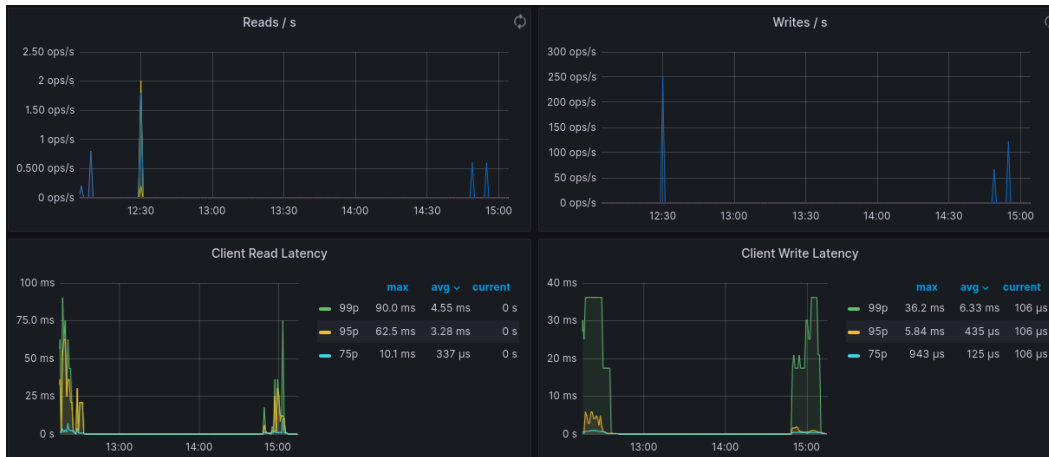 Reads / s
2.50 ops/s
2 ops/s
1.50 ops/s
1 ops/s
0.500 ops/s
0 ops/s
12:30 13:00 13:30 14:00 14:30 15:00
Writes / s
300 ops/s
250 ops/s
200 ops/s
150 ops/s
100 ops/s
50 ops/s
0 ops/s
12:30 13:00 13:30 14:00 14:30 15:00
Client Read Latency
100 ms
75.0 ms
50 ms
25 ms
0 s
13:00 14:00 15:00
max avg current
99p 90.0 ms 4.55 ms 0 s
95p 62.5 ms 3.28 ms 0 s
75p 10.1 ms 337 µs 0 s
Client Write Latency
40 ms
30 ms
20 ms
10 ms
0 s
13:00 14:00 15:00
max avg current
99p 36.2 ms 6.33 ms 106 µs
95p 5.84 ms 435 µs 106 µs
75p 943 µs 125 µs 106 µs